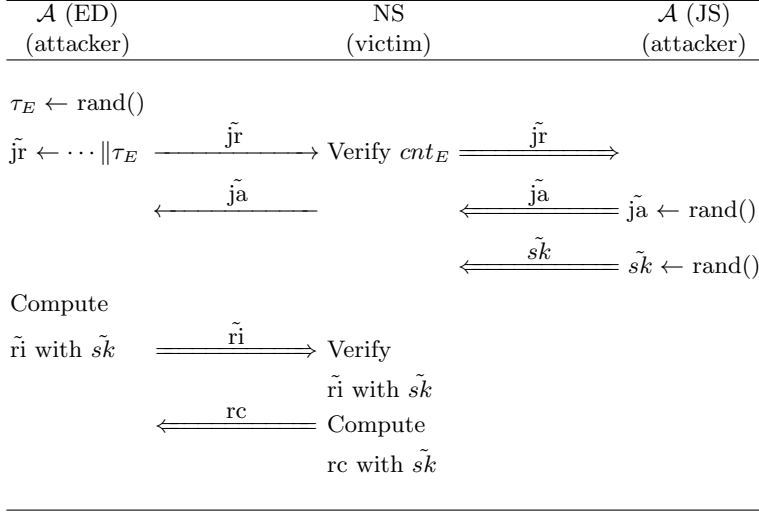 𝒜 (ED) NS 𝒜 (JS)
(attacker) (victim) (attacker)
τ_E ← rand()
j̃r ← ⋯‖τ_E j̃r Verify cnt_E j̃r
j̃a j̃a j̃a ← rand()
s̃k s̃k ← rand()
Compute
r̃i with s̃k r̃i Verify
r̃i with s̃k
rc Compute
rc with s̃k